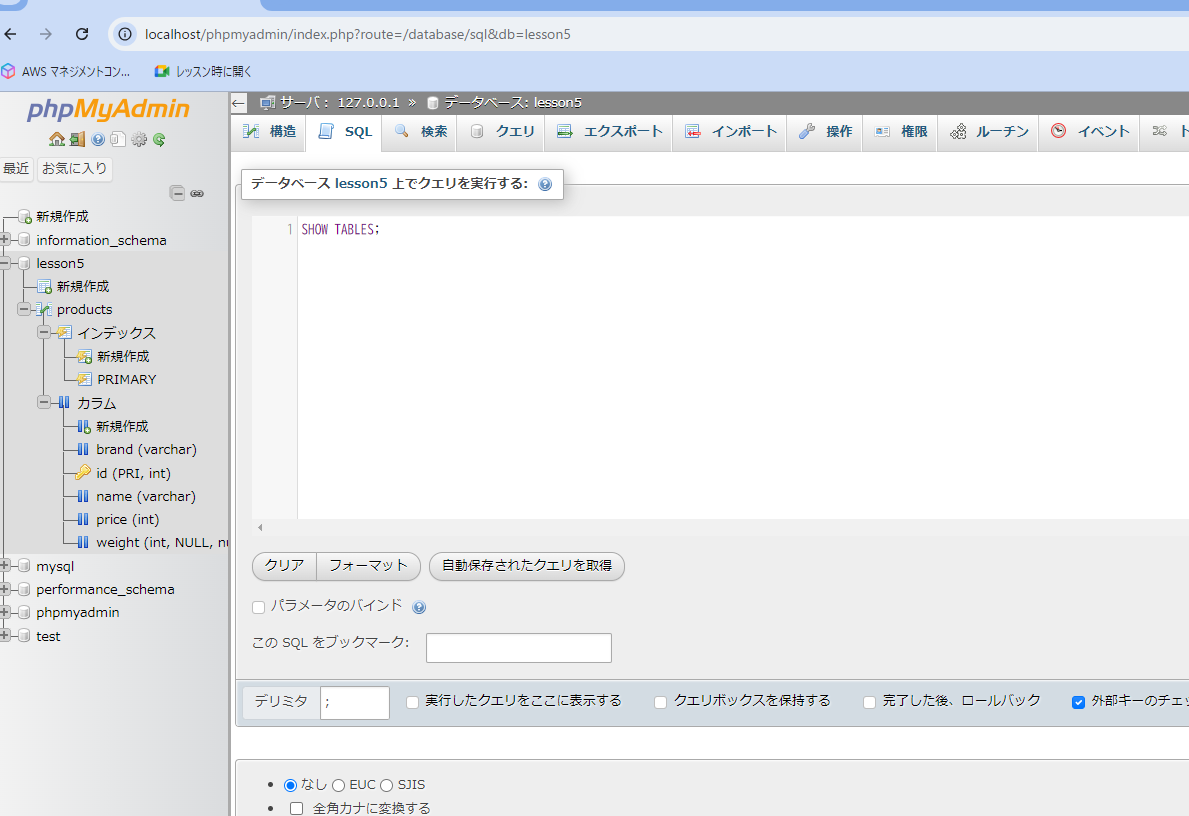 localhost/phpmyadmin/index.php?route=/database/sql&db=lesson5
AWS マネジメントコン... レッスン時に開く
phpMyAdmin
最近 お気に入り
新規作成
information_schema
lesson5
新規作成
products
インデックス
新規作成
PRIMARY
カラム
新規作成
brand (varchar)
id (PRI, int)
name (varchar)
price (int)
weight (int, NULL, nu
mysql
performance_schema
phpmyadmin
test
サーバ: 127.0.0.1 » データベース: lesson5
構造 SQL 検索 クエリ エクスポート インポート 操作 権限 ルーチン イベント ト
データベース lesson5 上でクエリを実行する:
1 SHOW TABLES;
クリア フォーマット 自動保存されたクエリを取得
パラメータのバインド
この SQL をブックマーク:
デリミタ ; 実行したクエリをここに表示する クエリボックスを保持する 完了した後、ロールバック 外部キーのチェッ
なし EUC SJIS
全角カナに変換する